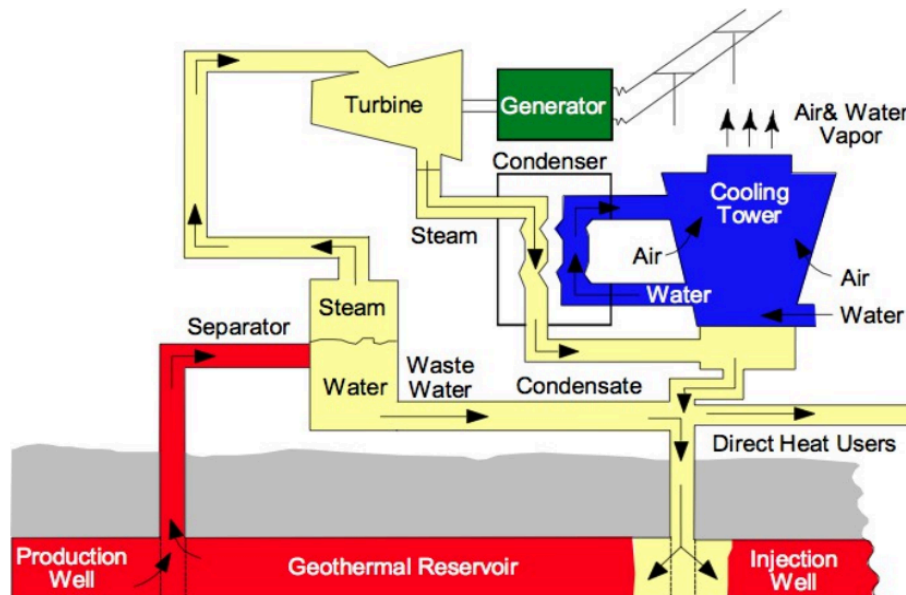 Turbine
Generator
Air& Water
Vapor
Condenser
Cooling
Tower
Steam
Air
Air
Water
Water
Steam
Separator
Water
Waste
Water
Condensate
Direct Heat Users
Production
Well
Geothermal Reservoir
Injection
Well